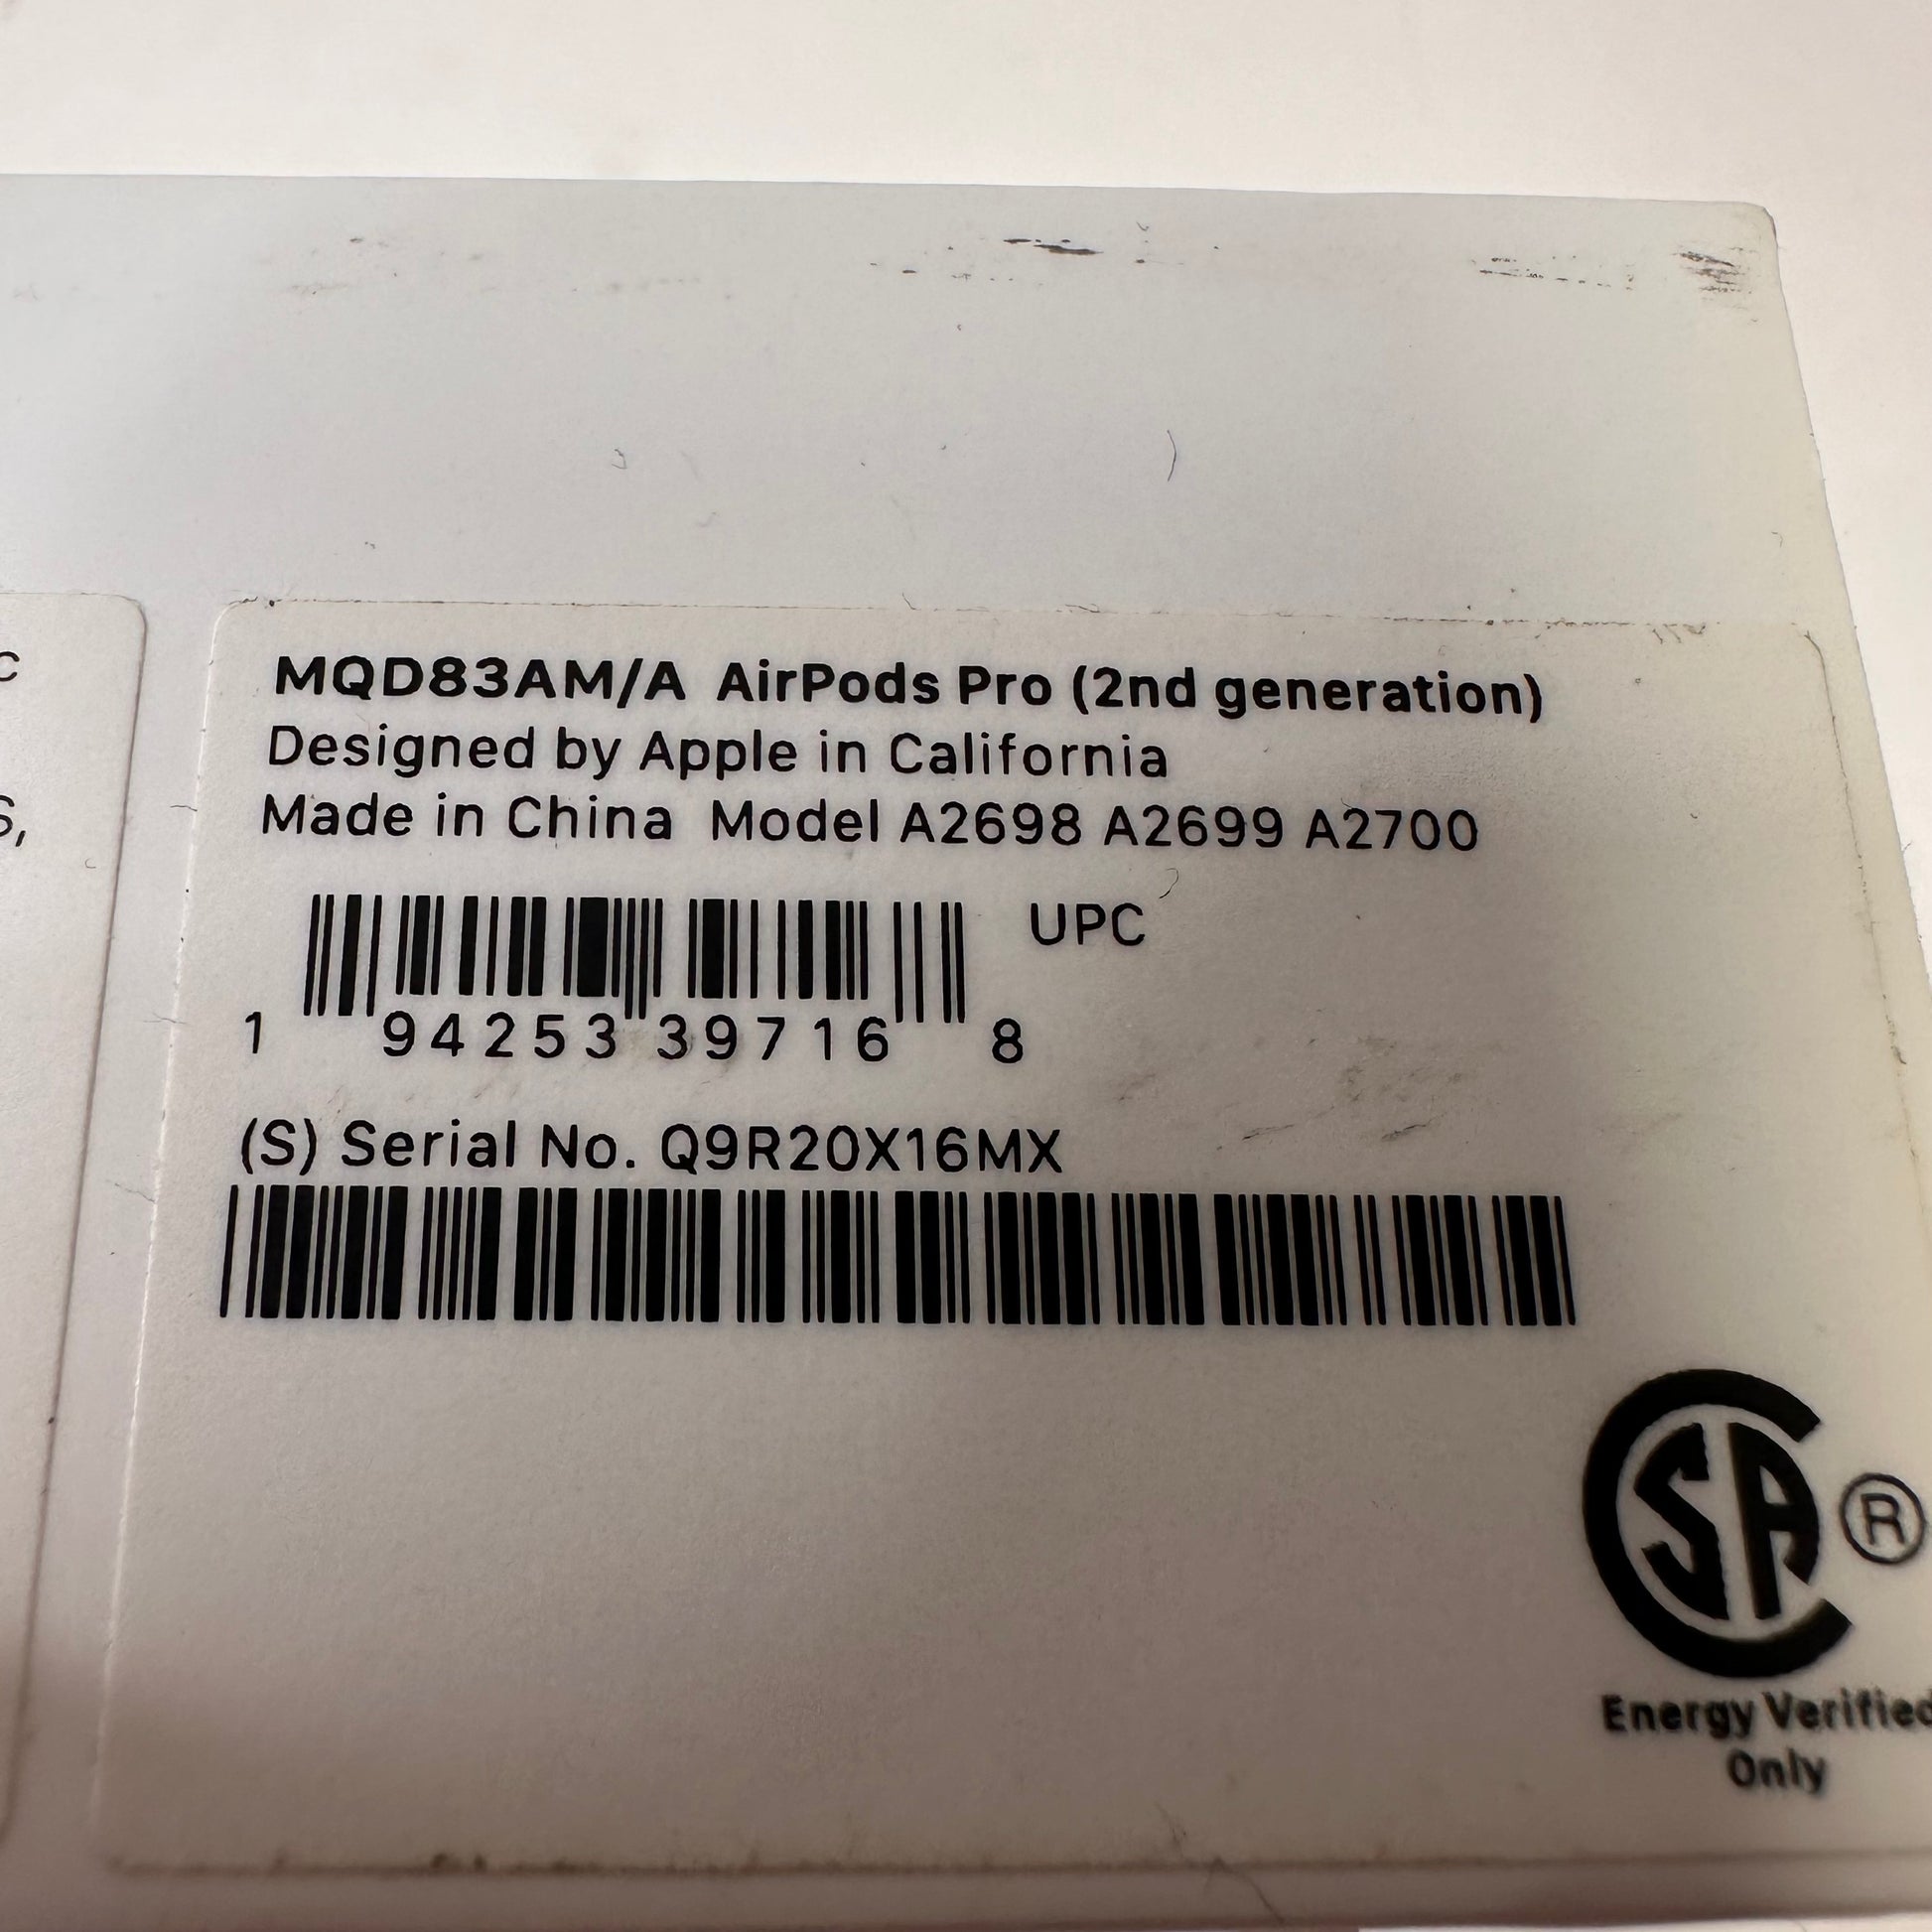 c
S,
MQD83AM/A AirPods Pro (2nd generation)
Designed by Apple in California
Made in China Model A2698 A2699 A2700
UPC
1 94253 39716 8
(S) Serial No. Q9R20X16MX
CSA ®
Energy Verified
Only